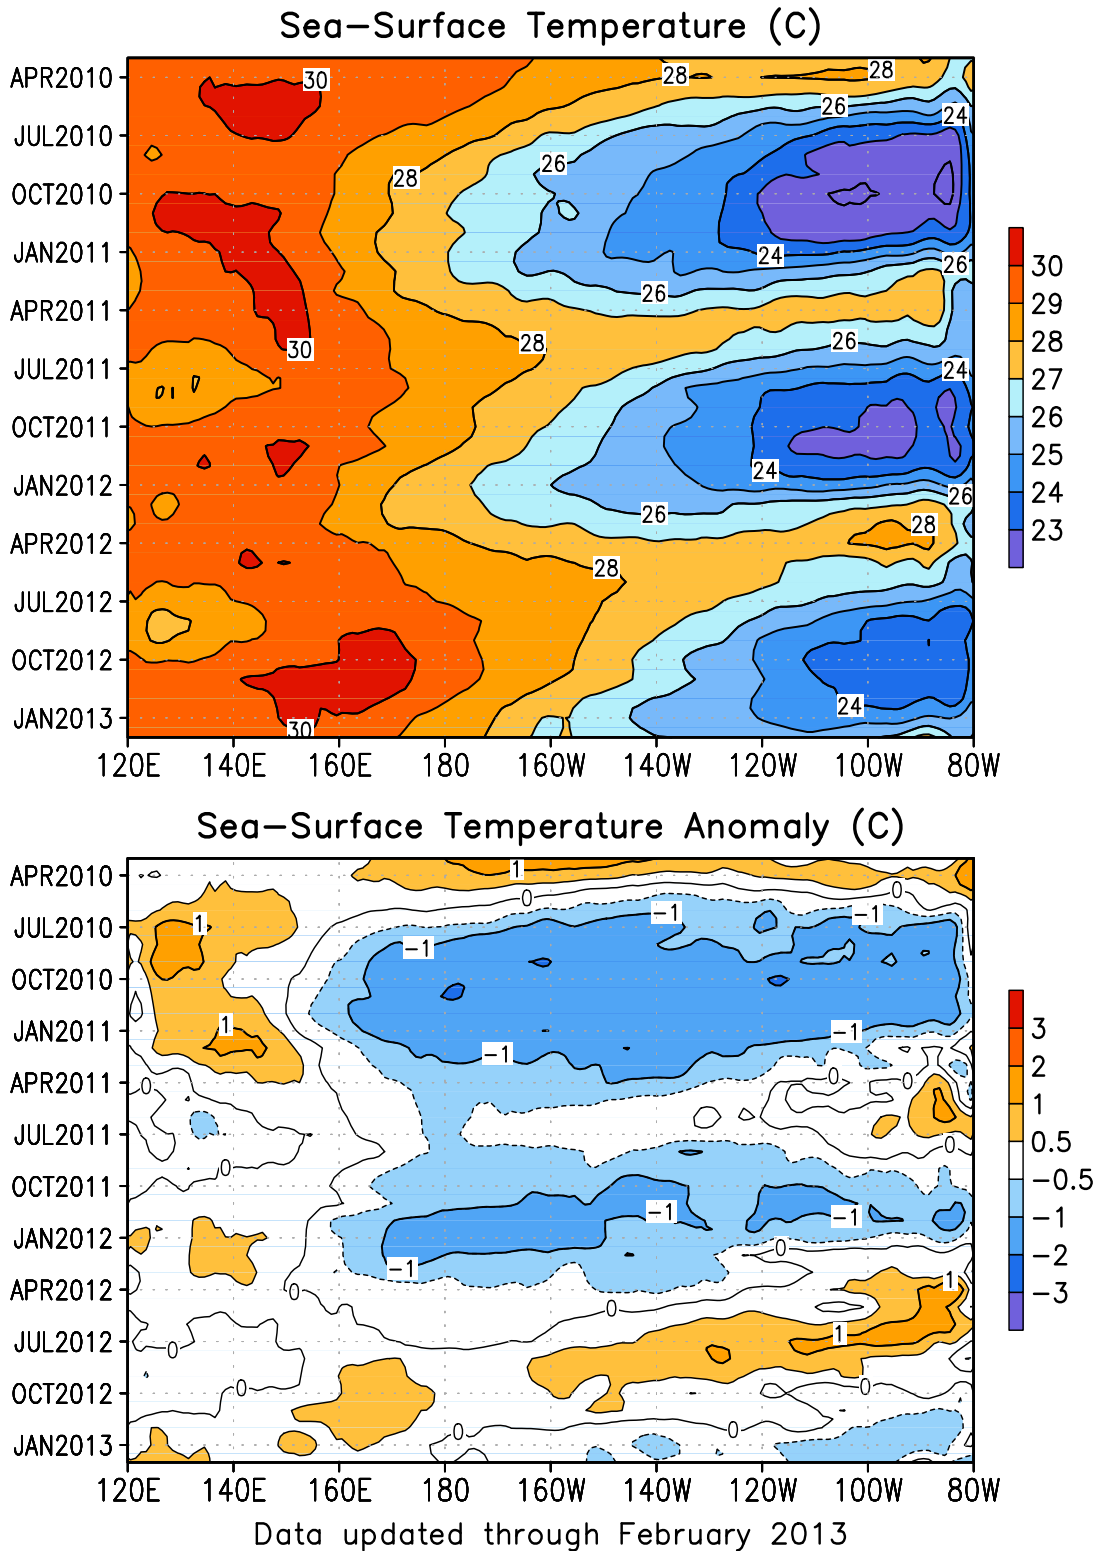 Sea-Surface Temperature (C)
APR2010
JUL2010
OCT2010
JAN2011
APR2011
JUL2011
OCT2011
JAN2012
APR2012
JUL2012
OCT2012
JAN2013
30
28
28
26
24
26
28
24
26
26
30
28
26
24
24
26
26
28
28
24
30
120E 140E 160E 180 160W 140W 120W 100W 80W
30
29
28
27
26
25
24
23
Sea-Surface Temperature Anomaly (C)
APR2010
JUL2010
OCT2010
JAN2011
APR2011
JUL2011
OCT2011
JAN2012
APR2012
JUL2012
OCT2012
JAN2013
1
0
0
1
-1
-1
-1
1
-1
-1
0
0
0
0
0
-1
-1
0
-1
1
0
0
1
0
0
0
0
0
120E 140E 160E 180 160W 140W 120W 100W 80W
3
2
1
0.5
-0.5
-1
-2
-3
Data updated through February 2013